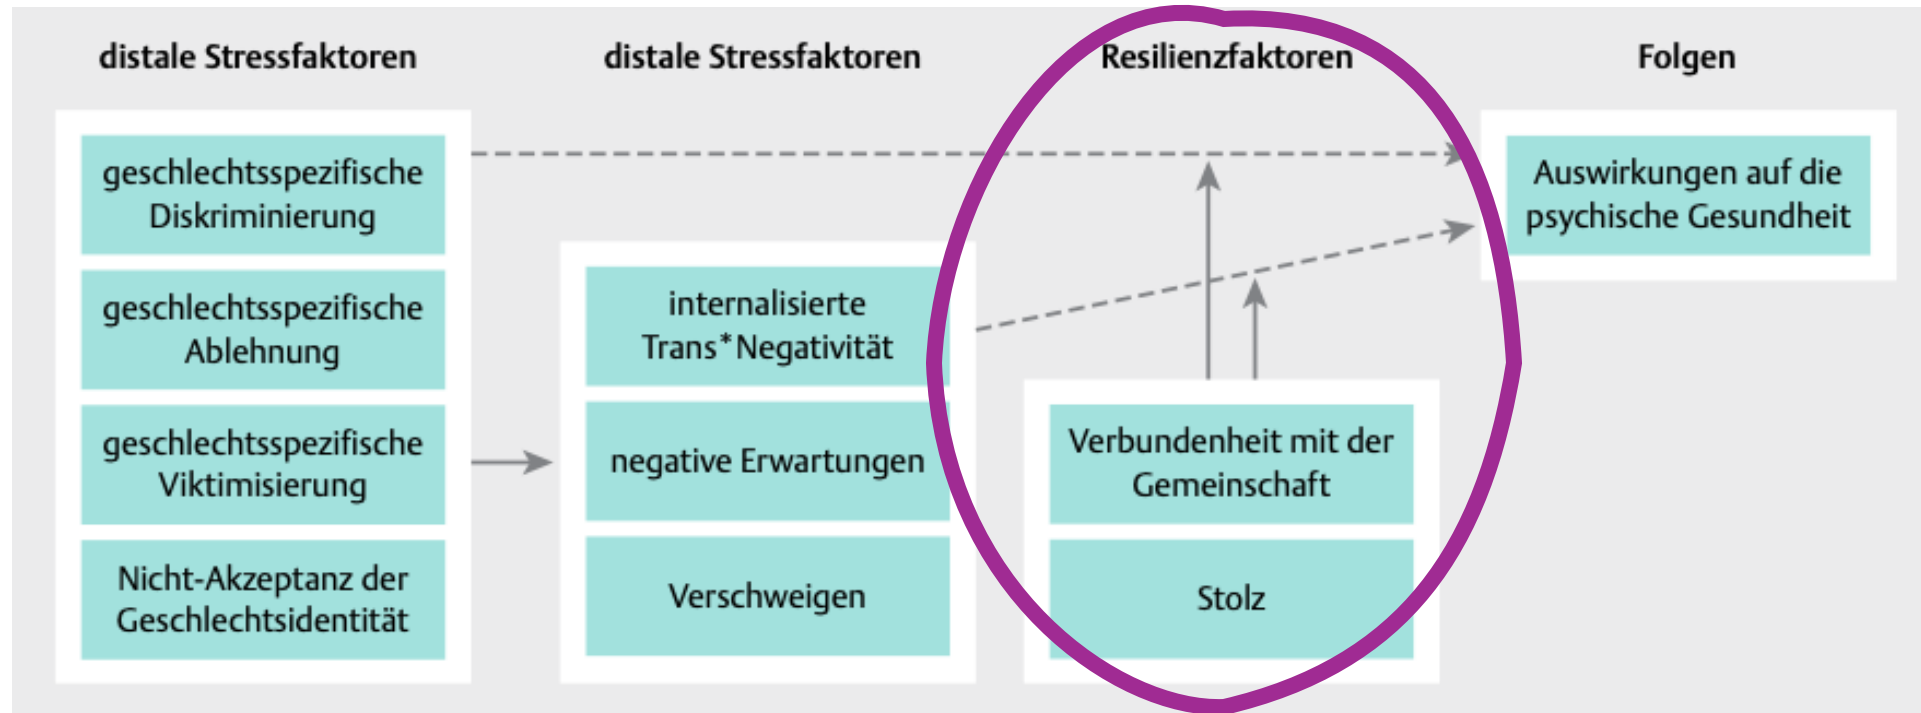 distale Stressfaktoren
geschlechtsspezifische
Diskriminierung
geschlechtsspezifische
Ablehnung
geschlechtsspezifische
Viktimisierung
Nicht-Akzeptanz der
Geschlechtsidentität
distale Stressfaktoren
internalisierte
Trans*Negativität
negative Erwartungen
Verschweigen
Resilienzfaktoren
Verbundenheit mit der
Gemeinschaft
Stolz
Folgen
Auswirkungen auf die
psychische Gesundheit